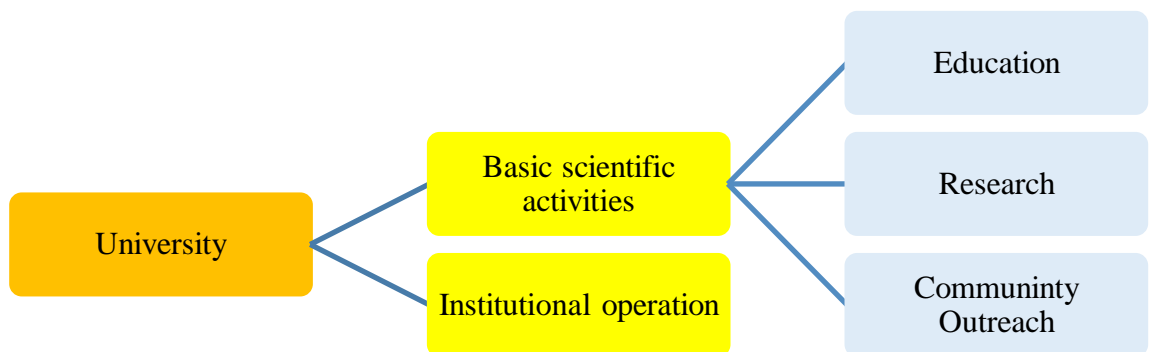 University
Basic scientific
activities
Institutional operation
Education
Research
Communinty
Outreach